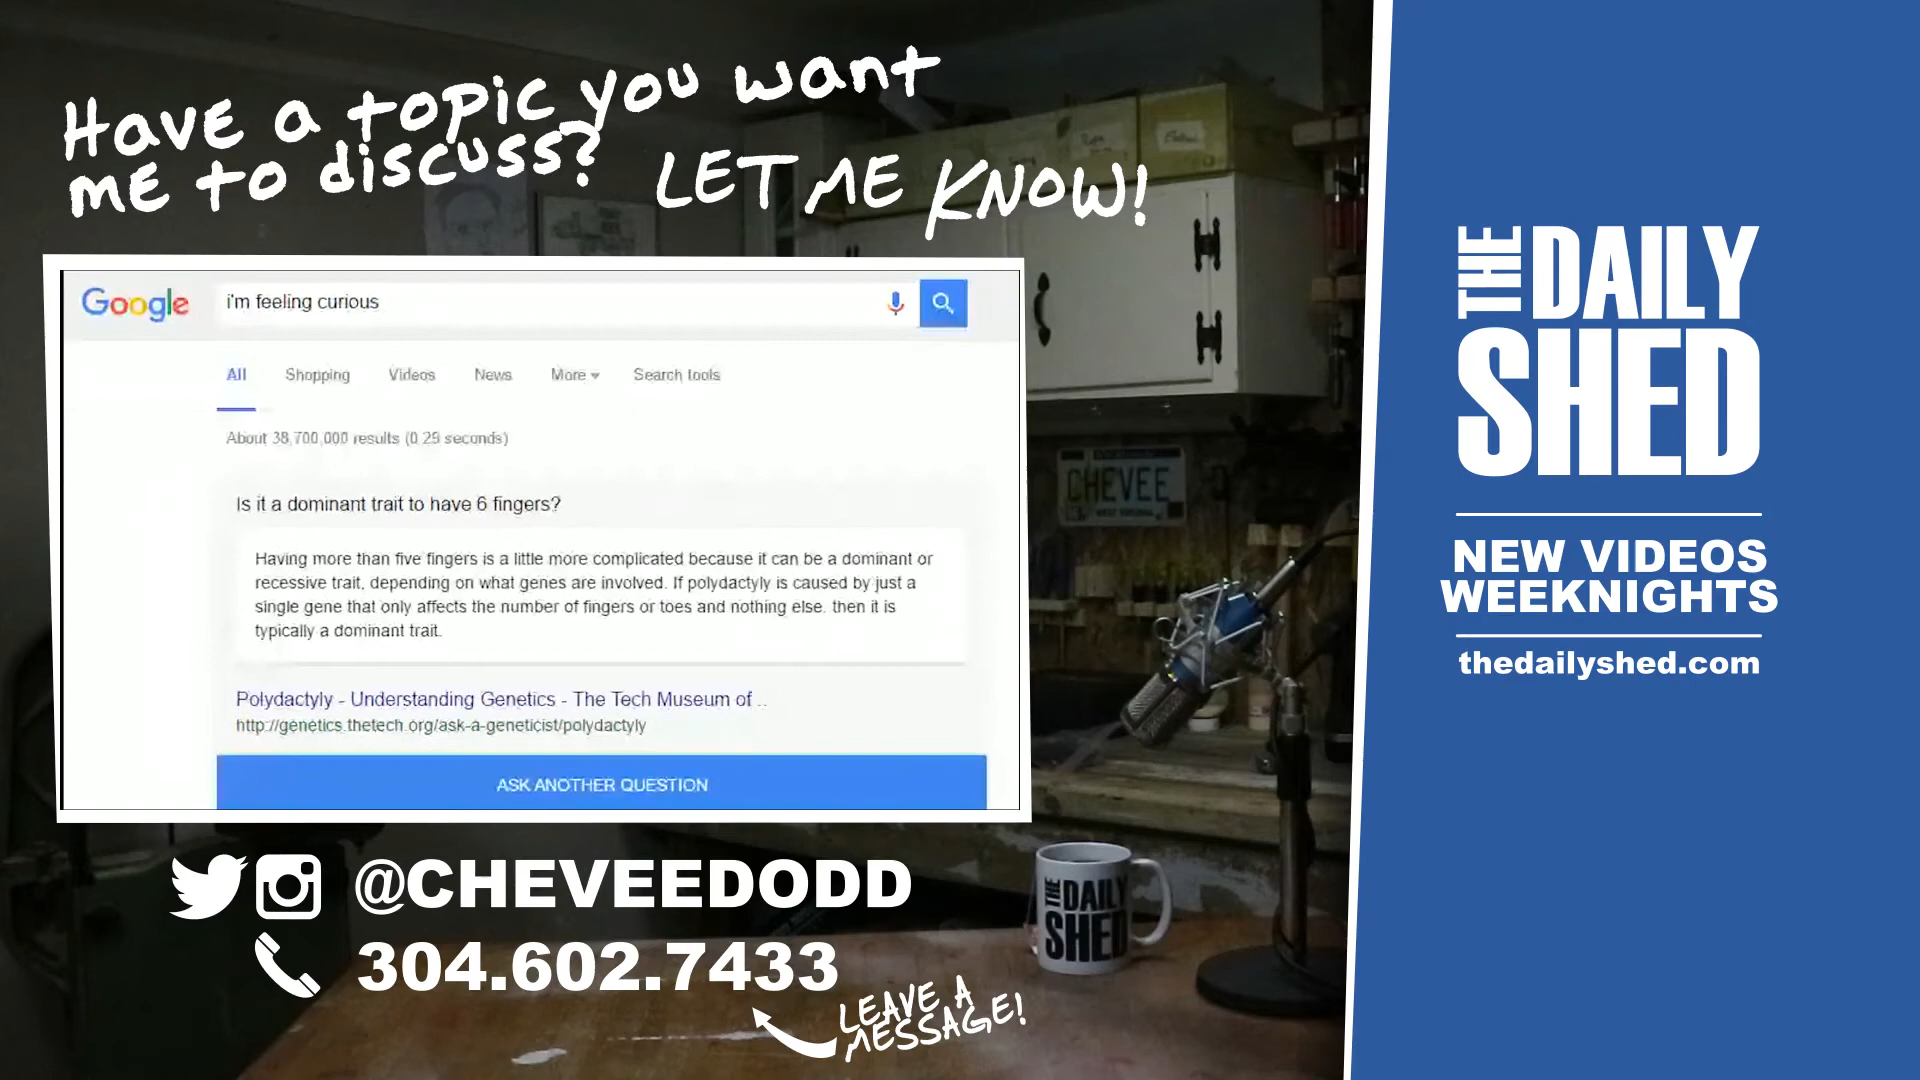 Have a topic you want
me to discuss? LET ME KNOW!
Google
i'm feeling curious
All Shopping Videos News More Search tools
About 38,700,000 results (0.29 seconds)
Is it a dominant trait to have 6 fingers?
Having more than five fingers is a little more complicated because it can be a dominant or
recessive trait, depending on what genes are involved. If polydactyly is caused by just a
single gene that only affects the number of fingers or toes and nothing else, then it is
typically a dominant trait.
Polydactyly - Understanding Genetics - The Tech Museum of ...
http://genetics.thetech.org/ask-a-geneticist/polydactyly
ASK ANOTHER QUESTION
@CHEVEEDODD
304.602.7433
LEAVE A
MESSAGE!
CHEVEE
THE DAILY
SHED
THE DAILY
SHED
NEW VIDEOS
WEEKNIGHTS
thedailyshed.com